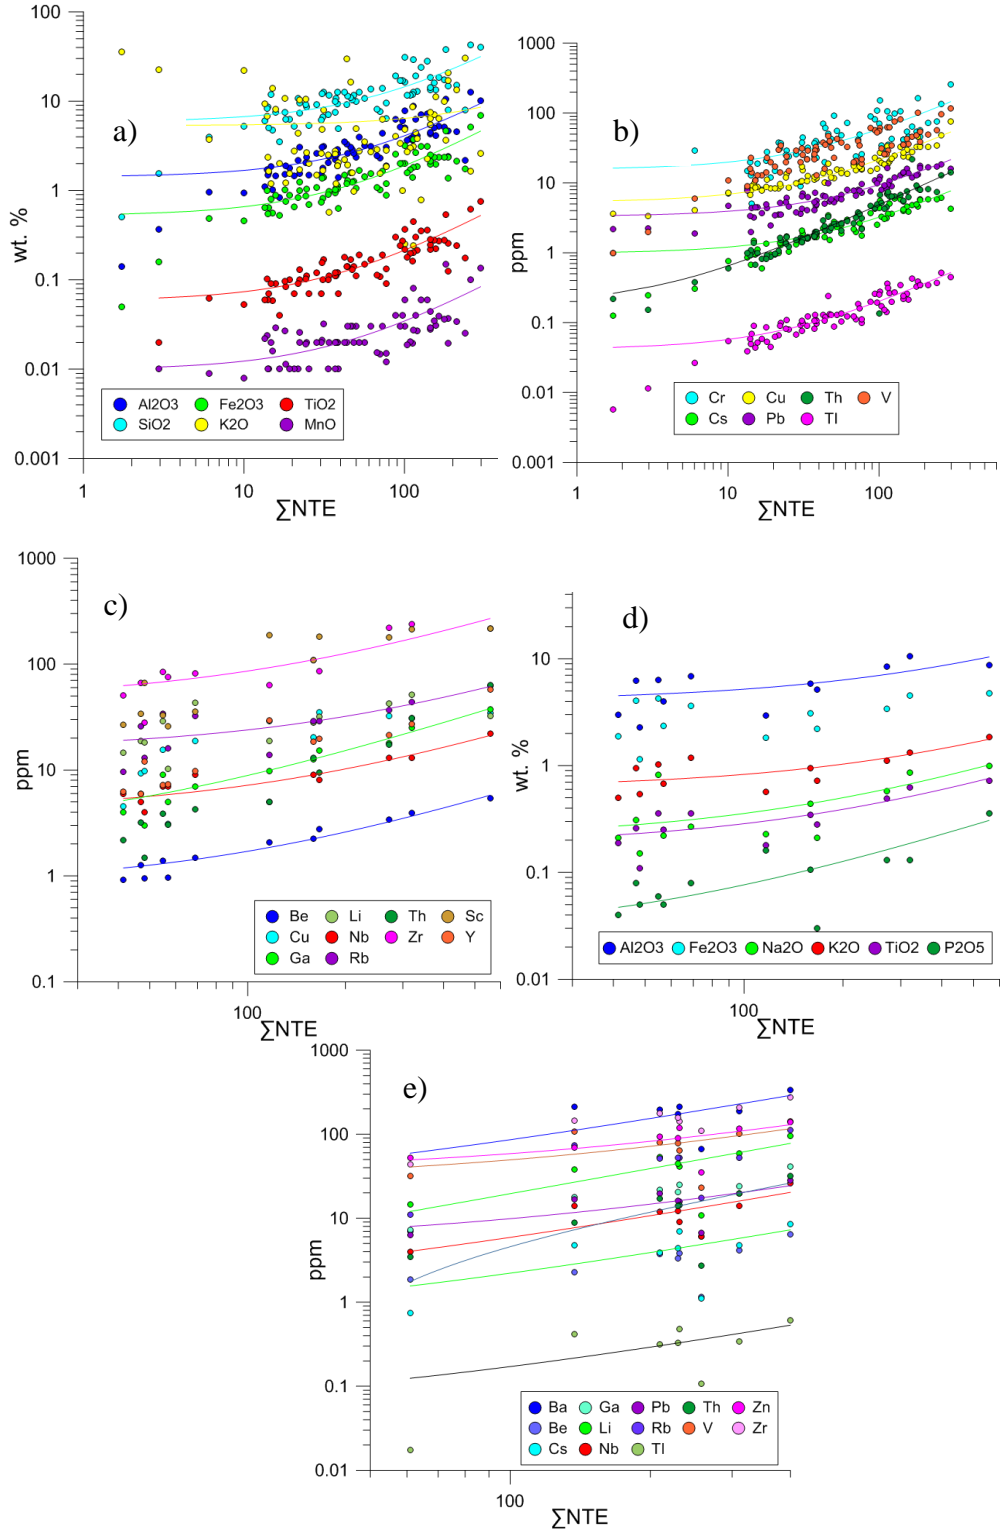 100
10
1
0.1
0.01
0.001
wt. %
a)
Al2O3 Fe2O3 TiO2
SiO2 K2O MnO
1 10 100
∑NTE
1000
100
10
1
0.1
0.01
0.001
ppm
b)
Cr Cu Th V
Cs Pb Tl
1 10 100
∑NTE
1000
100
10
1
0.1
ppm
c)
Be Li Th Sc
Cu Nb Zr Y
Ga Rb
100
∑NTE
10
1
0.1
0.01
wt. %
d)
Al2O3 Fe2O3 Na2O K2O TiO2 P2O5
100
∑NTE
1000
100
10
1
0.1
0.01
ppm
e)
Ba Ga Pb Th Zn
Be Li Rb V Zr
Cs Nb Tl
100
∑NTE